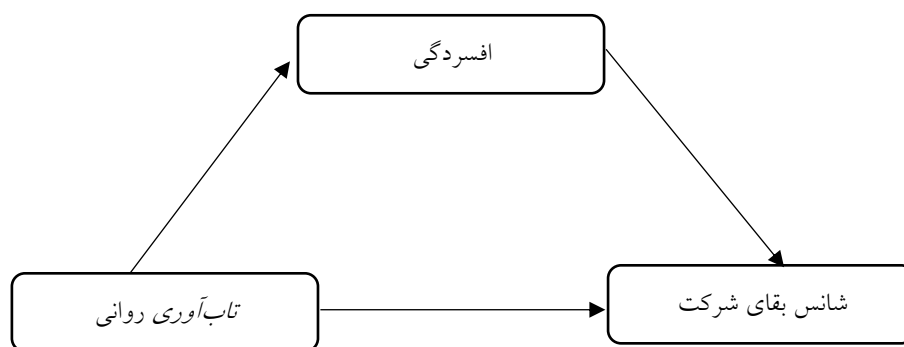 افسردگی
شانس بقای شرکت
تاب‌آوری روانی